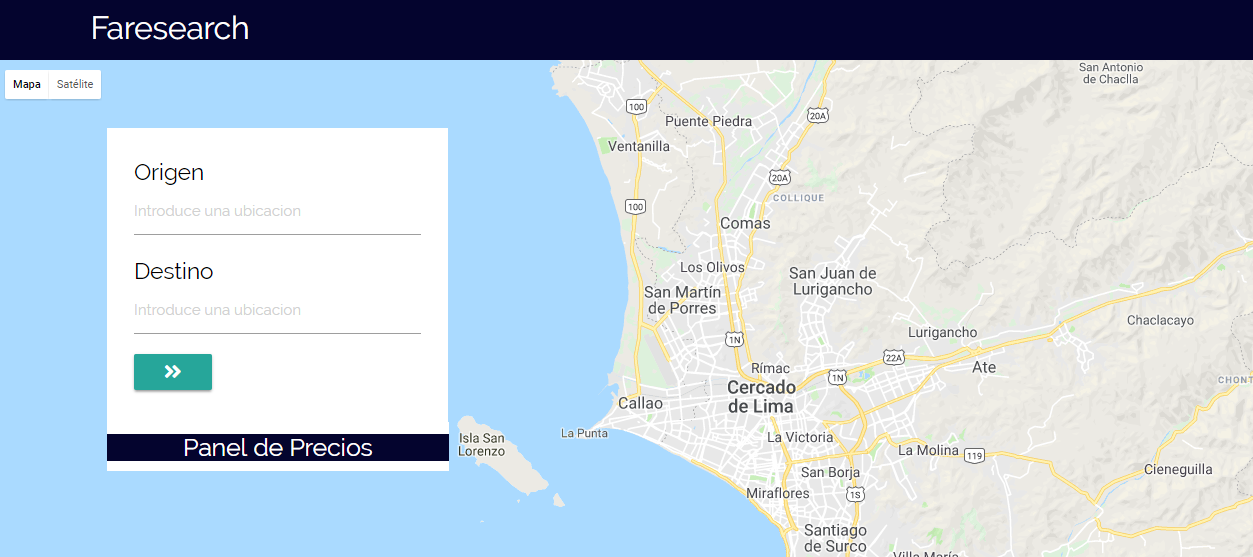 Faresearch
Mapa
Satélite
Origen
Introduce una ubicacion
Destino
Introduce una ubicacion
Panel de Precios
San Antonio
de Chaclla
100
20A
Puente Piedra
Ventanilla
20A
COLLIQUE
100
Comas
Los Olivos
San Juan de
Lurigancho
San Martín
de Porres
Chaclacayo
Lurigancho
1N
22A
Rímac
Ate
1N
CHONT
Cercado
de Lima
Callao
La Punta
Isla San
Lorenzo
La Victoria
La Molina
119
San Borja
Cieneguilla
Miraflores
1S
Santiago
de Surco
Villa María